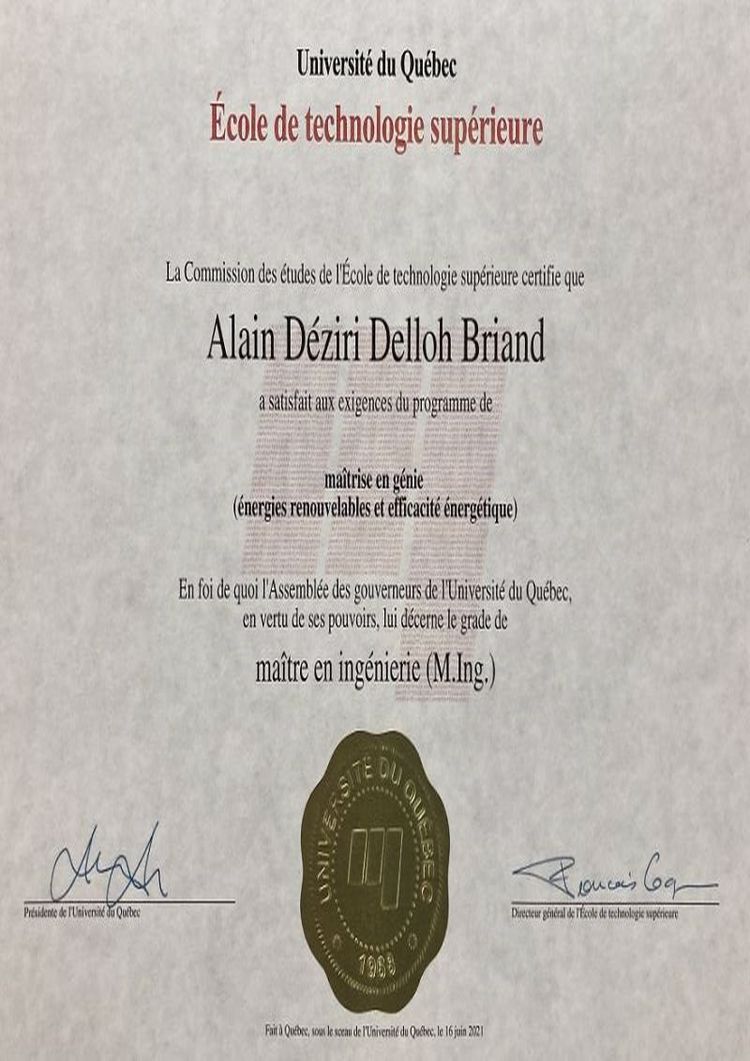 Université du Québec
École de technologie supérieure
La Commission des études de l'École de technologie supérieure certifie que
Alain Déziri Delloh Briand
a satisfait aux exigences du programme de
maîtrise en génie
(énergies renouvelables et efficacité énergétique)
En foi de quoi l'Assemblée des gouverneurs de l'Université du Québec,
en vertu de ses pouvoirs, lui décerne le grade de
maître en ingénierie (M.Ing.)
UNIVERSITÉ DU QUÉBEC
1968
Présidente de l'Université du Québec
Directeur général de l'École de technologie supérieure
Fait à Québec, sous le sceau de l'Université du Québec, le 16 juin 2021